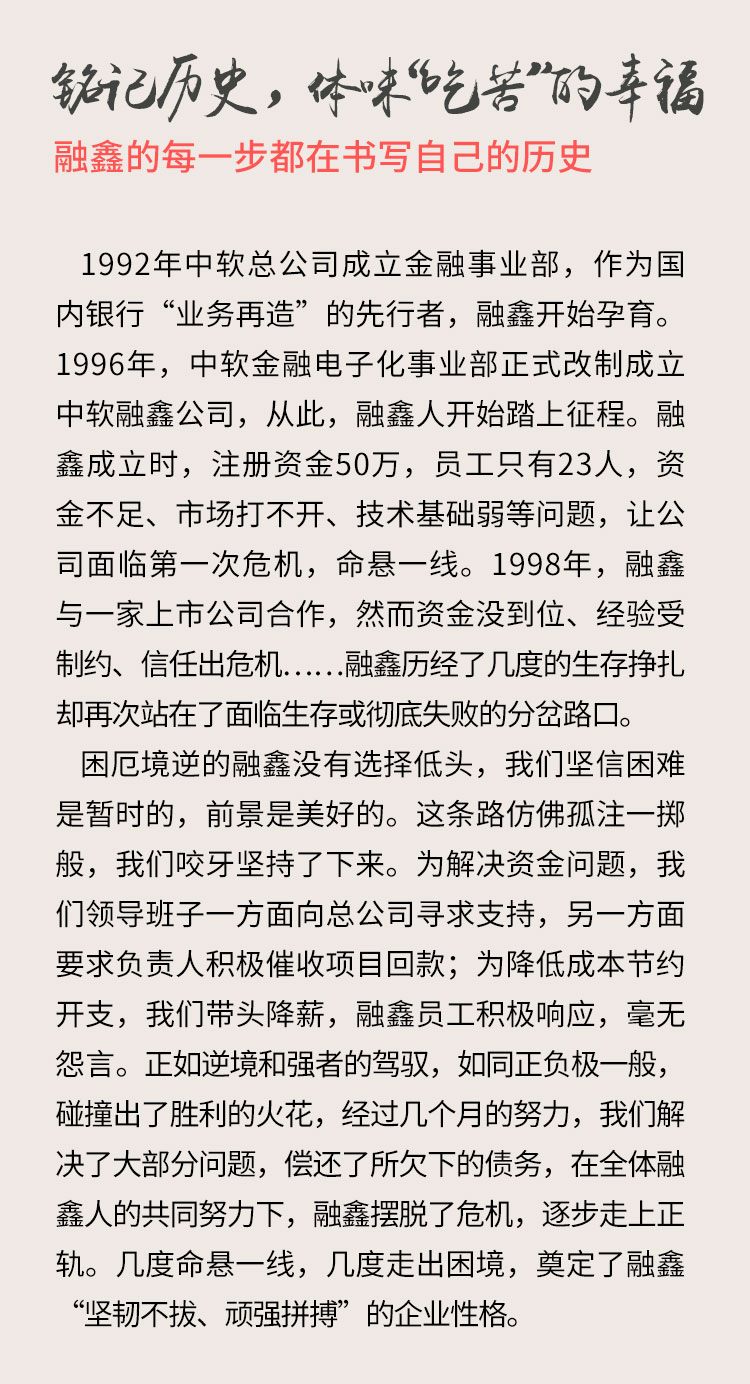 铭记历史，体味“吃苦”的幸福
融鑫的每一步都在书写自己的历史
1992年中软总公司成立金融事业部，作为国
内银行“业务再造”的先行者，融鑫开始孕育。
1996年，中软金融电子化事业部正式改制成立
中软融鑫公司，从此，融鑫人开始踏上征程。融
鑫成立时，注册资金50万，员工只有23人，资
金不足、市场打不开、技术基础弱等问题，让公
司面临第一次危机，命悬一线。1998年，融鑫
与一家上市公司合作，然而资金没到位、经验受
制约、信任出危机……融鑫历经了几度的生存挣扎
却再次站在了面临生存或彻底失败的分岔路口。
困厄境逆的融鑫没有选择低头，我们坚信困难
是暂时的，前景是美好的。这条路仿佛孤注一掷
般，我们咬牙坚持了下来。为解决资金问题，我
们领导班子一方面向总公司寻求支持，另一方面
要求负责人积极催收项目回款；为降低成本节约
开支，我们带头降薪，融鑫员工积极响应，毫无
怨言。正如逆境和强者的驾驭，如同正负极一般，
碰撞出了胜利的火花，经过几个月的努力，我们解
决了大部分问题，偿还了所欠下的债务，在全体融
鑫人的共同努力下，融鑫摆脱了危机，逐步走上正
轨。几度命悬一线，几度走出困境，奠定了融鑫
“坚韧不拔、顽强拼搏”的企业性格。